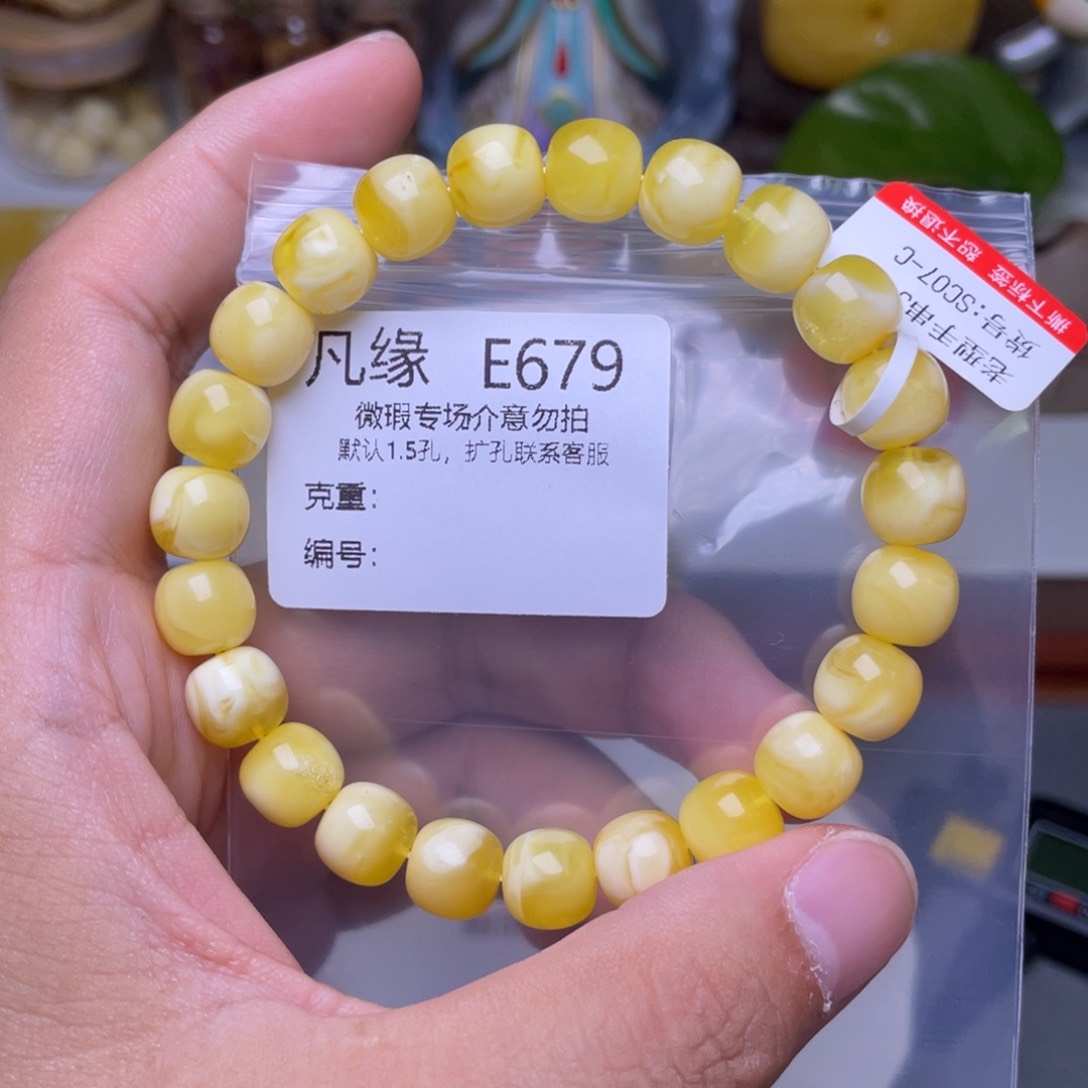 凡缘 E679
微瑕专场介意勿拍
默认1.5孔，扩孔联系客服
克重：
编号：
撕下标签 恕不退换
货号:SC07-C
老型手串